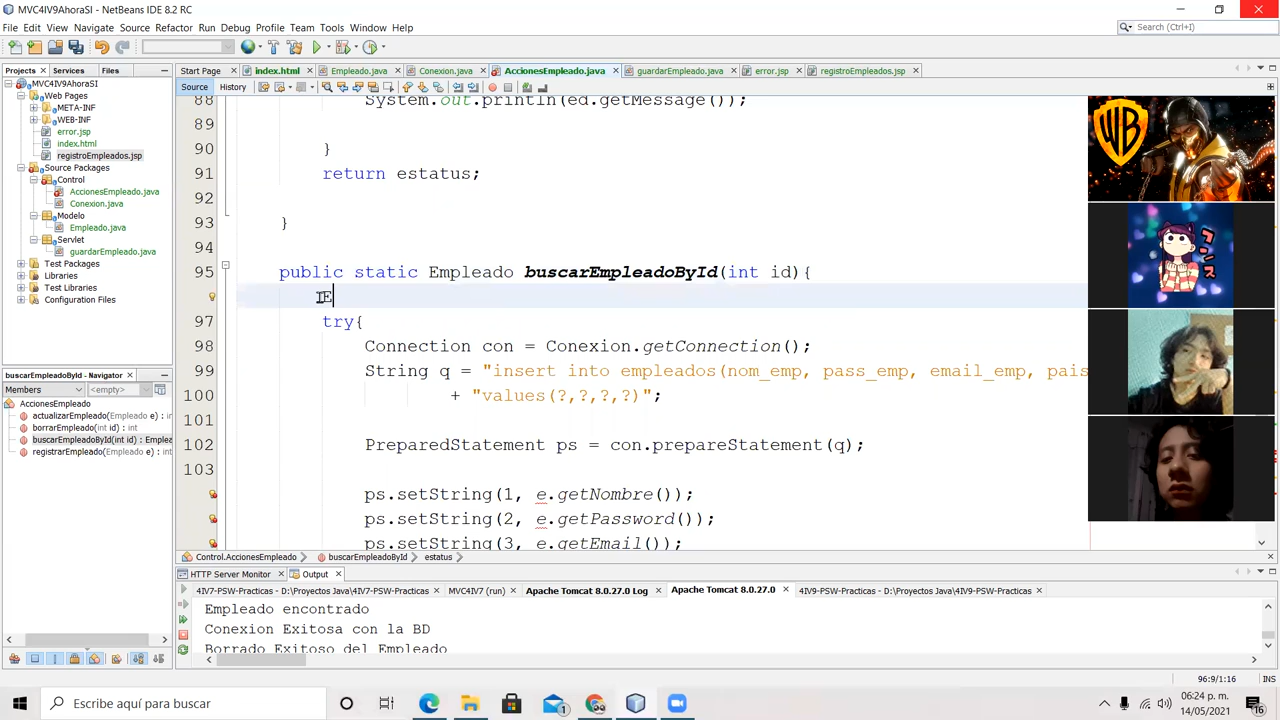 MVC4IV9AhoraSI - NetBeans IDE 8.2 RC
File Edit View Navigate Source Refactor Run Debug Profile Team Tools Window Help
Search (Ctrl+I)
Projects Services Files
Start Page index.html Empleado.java Conexion.java AccionesEmpleado.java guardarEmpleado.java error.jsp registroEmpleados.jsp
Source History
MVC4IV9AhoraSI
Web Pages
META-INF
WEB-INF
error.jsp
index.html
registroEmpleados.jsp
Source Packages
Control
AccionesEmpleado.java
Conexion.java
Modelo
Empleado.java
Servlet
guardarEmpleado.java
Test Packages
Libraries
Test Libraries
Configuration Files
buscarEmpleadoById - Navigator
Members <empty>
AccionesEmpleado
actualizarEmpleado(Empleado e) : int
borrarEmpleado(int id) : int
buscarEmpleadoById(int id) : Emplea
registrarEmpleado(Empleado e) : int
88 System.out.println(ed.getMessage());
89
90 }
91 return estatus;
92
93 }
94
95 public static Empleado buscarEmpleadoById(int id){
E
97 try{
98 Connection con = Conexion.getConnection();
99 String q = "insert into empleados(nom_emp, pass_emp, email_emp, pais
100 + "values(?,?,?,?)";
101
102 PreparedStatement ps = con.prepareStatement(q);
103
ps.setString(1, e.getNombre());
ps.setString(2, e.getPassword());
ps.setString(3, e.getEmail());
Control.AccionesEmpleado buscarEmpleadoById estatus
HTTP Server Monitor Output
4IV7-PSW-Practicas - D:\Proyectos Java\4IV7-PSW-Practicas MVC4IV7 (run) Apache Tomcat 8.0.27.0 Log Apache Tomcat 8.0.27.0 4IV9-PSW-Practicas - D:\Proyectos Java\4IV9-PSW-Practicas
Empleado encontrado
Conexion Exitosa con la BD
Borrado Exitoso del Empleado
96:9/1:16 INS
Escribe aquí para buscar
06:24 p. m.
14/05/2021
16
1
WB